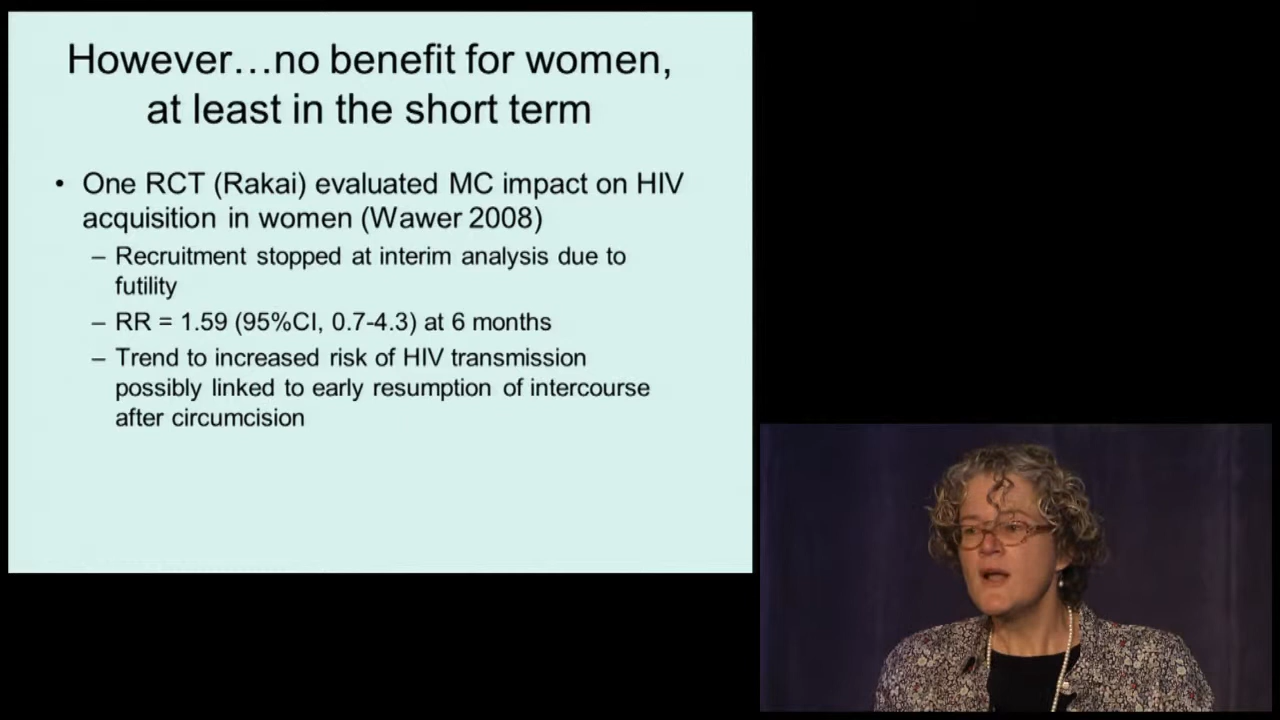 However…no benefit for women,
at least in the short term
• One RCT (Rakai) evaluated MC impact on HIV
acquisition in women (Wawer 2008)
– Recruitment stopped at interim analysis due to
futility
– RR = 1.59 (95%CI, 0.7-4.3) at 6 months
– Trend to increased risk of HIV transmission
possibly linked to early resumption of intercourse
after circumcision